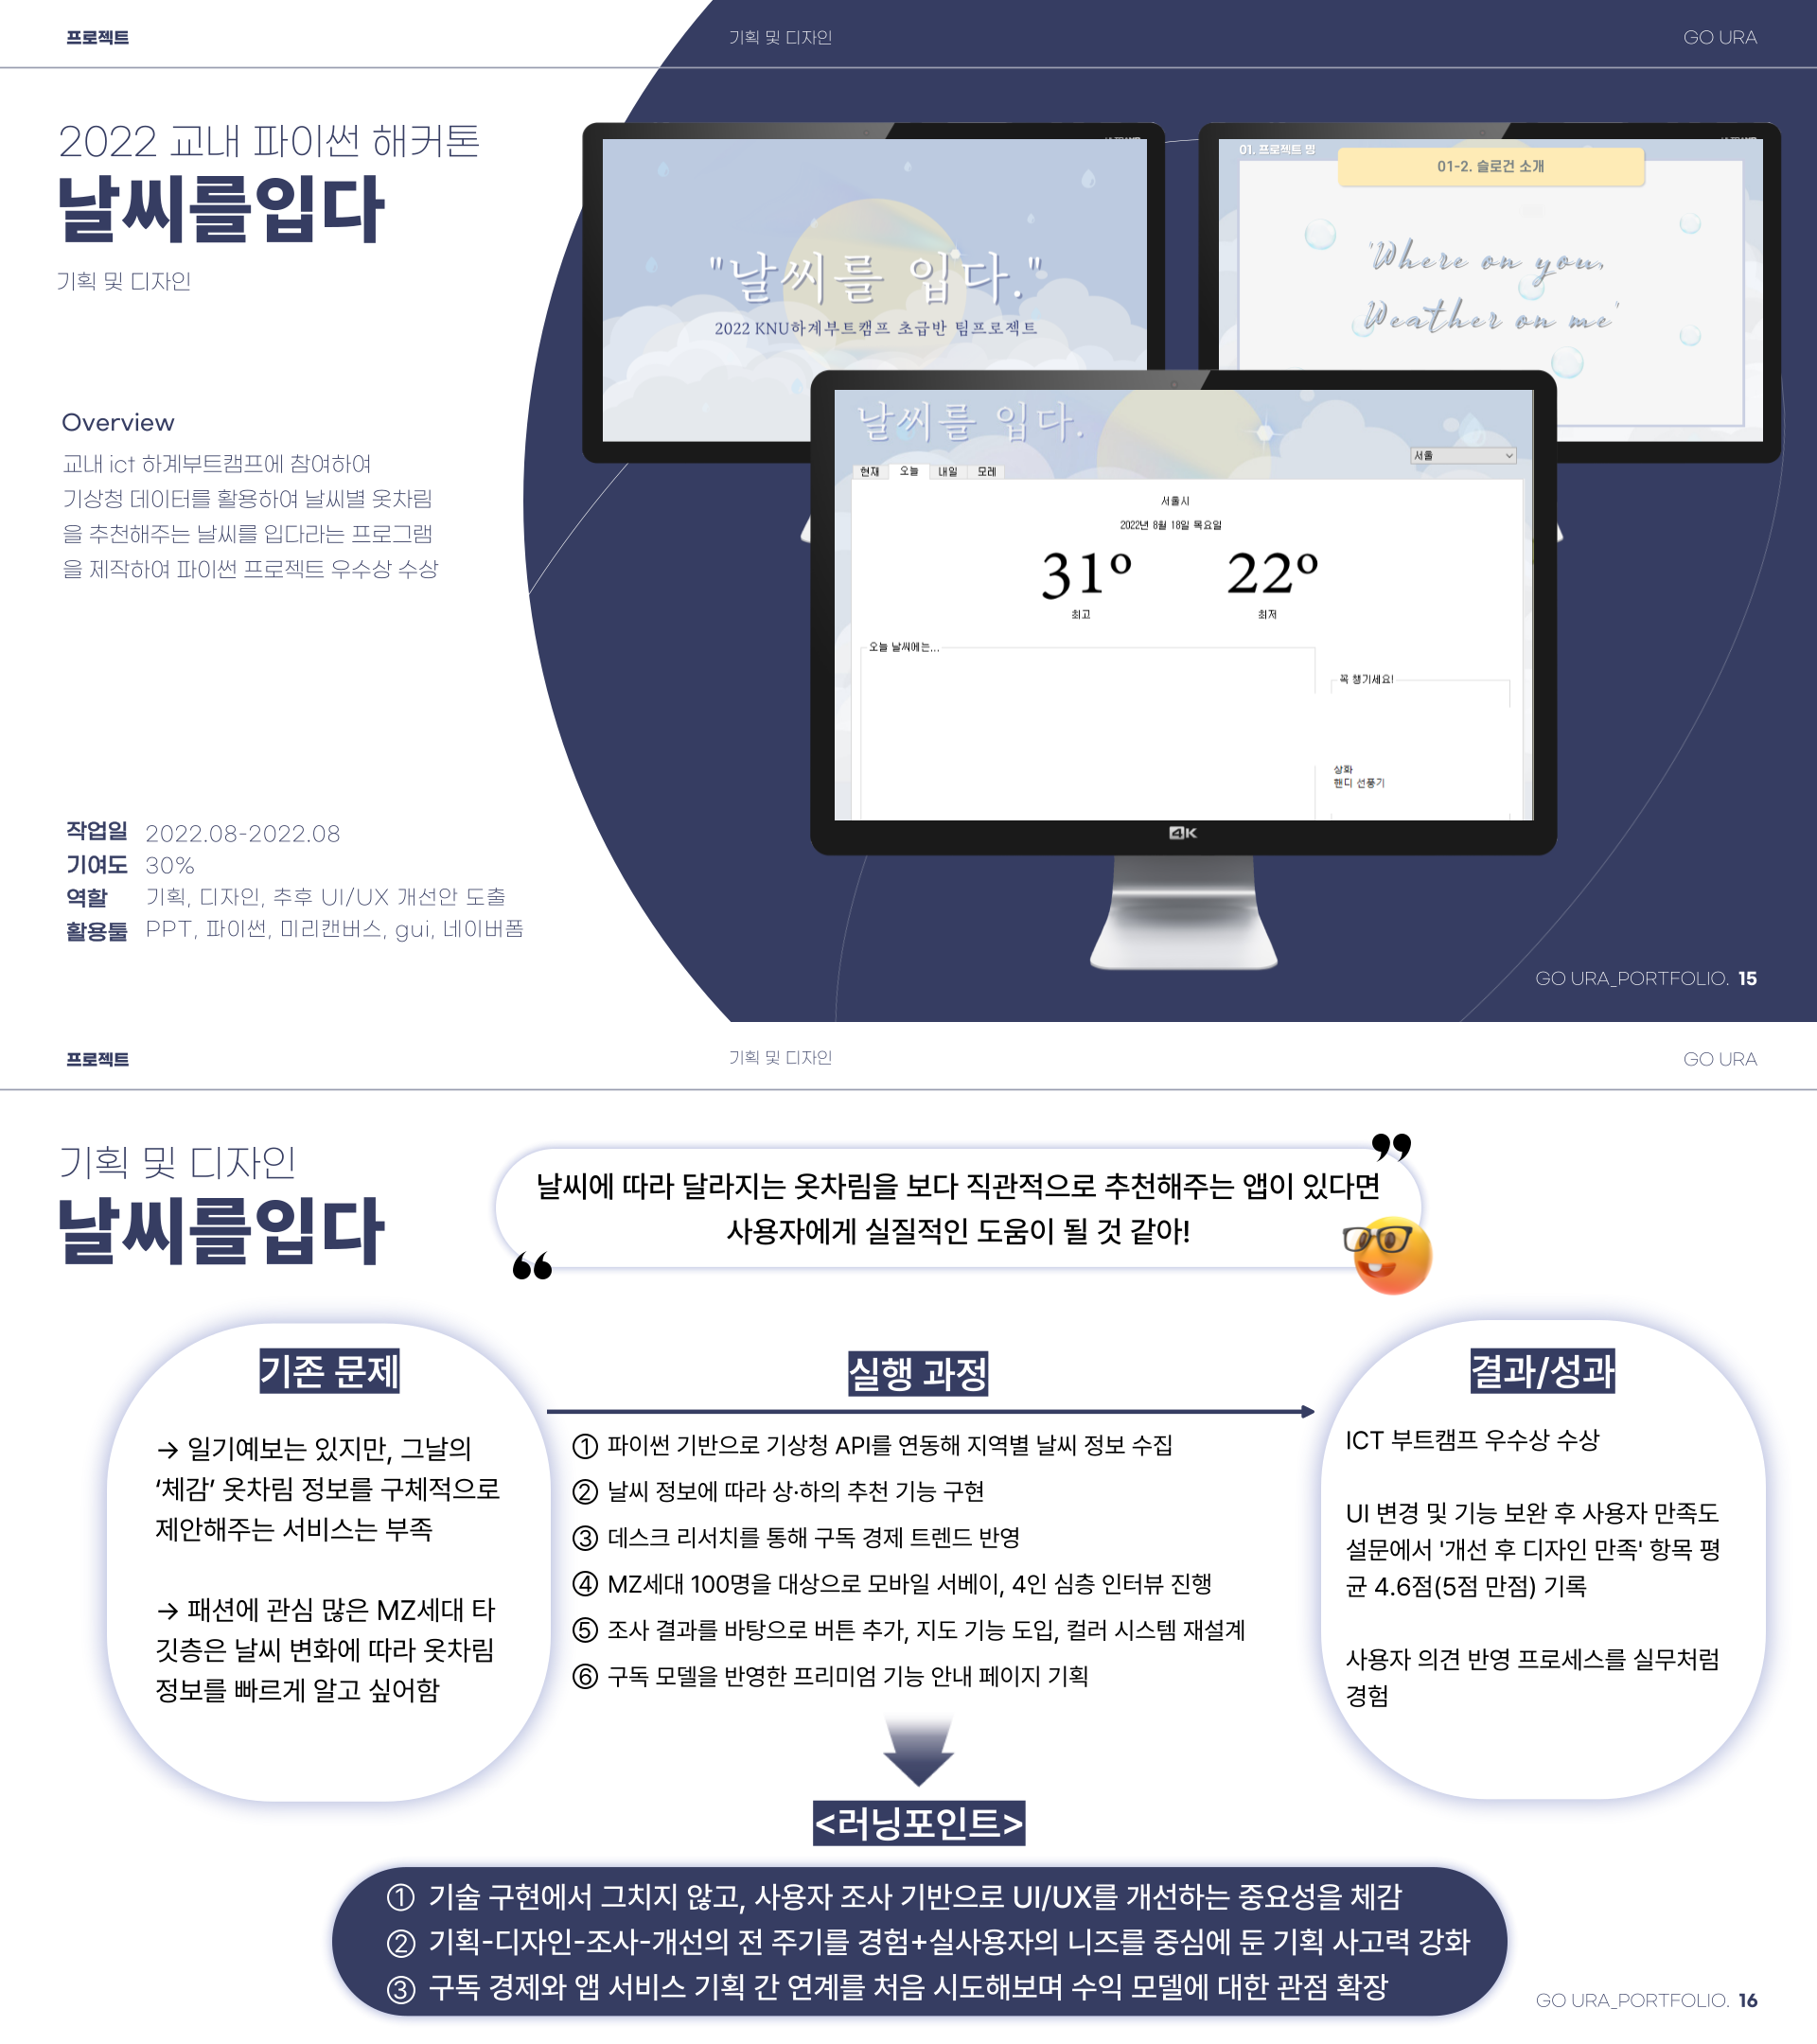 프로젝트
기획 및 디자인
GO URA
2022 교내 파이썬 해커톤
날씨를입다
기획 및 디자인
"날씨를 입다."
2022 KNU하계부트캠프 초급반 팀프로젝트
01. 프로젝트 명
01-2. 슬로건 소개
'Where on you,
Weather on me'
날씨를 입다.
서울
현재 오늘 내일 모레
서울시
2022년 8월 18일 목요일
31° 22°
최고 최저
오늘 날씨에는...
꼭 챙기세요!
상화
핸디 선풍기
4K
Overview
교내 ict 하계부트캠프에 참여하여
기상청 데이터를 활용하여 날씨별 옷차림
을 추천해주는 날씨를 입다라는 프로그램
을 제작하여 파이썬 프로젝트 우수상 수상
작업일 2022.08-2022.08
기여도 30%
역할 기획, 디자인, 추후 UI/UX 개선안 도출
활용툴 PPT, 파이썬, 미리캔버스, gui, 네이버폼
GO URA_PORTFOLIO. 15
프로젝트
기획 및 디자인
GO URA
기획 및 디자인
날씨를입다
날씨에 따라 달라지는 옷차림을 보다 직관적으로 추천해주는 앱이 있다면
사용자에게 실질적인 도움이 될 것 같아!
기존 문제
→ 일기예보는 있지만, 그날의
‘체감’ 옷차림 정보를 구체적으로
제안해주는 서비스는 부족
→ 패션에 관심 많은 MZ세대 타
깃층은 날씨 변화에 따라 옷차림
정보를 빠르게 알고 싶어함
실행 과정
① 파이썬 기반으로 기상청 API를 연동해 지역별 날씨 정보 수집
② 날씨 정보에 따라 상·하의 추천 기능 구현
③ 데스크 리서치를 통해 구독 경제 트렌드 반영
④ MZ세대 100명을 대상으로 모바일 서베이, 4인 심층 인터뷰 진행
⑤ 조사 결과를 바탕으로 버튼 추가, 지도 기능 도입, 컬러 시스템 재설계
⑥ 구독 모델을 반영한 프리미엄 기능 안내 페이지 기획
결과/성과
ICT 부트캠프 우수상 수상
UI 변경 및 기능 보완 후 사용자 만족도
설문에서 '개선 후 디자인 만족' 항목 평
균 4.6점(5점 만점) 기록
사용자 의견 반영 프로세스를 실무처럼
경험
<러닝포인트>
① 기술 구현에서 그치지 않고, 사용자 조사 기반으로 UI/UX를 개선하는 중요성을 체감
② 기획-디자인-조사-개선의 전 주기를 경험+실사용자의 니즈를 중심에 둔 기획 사고력 강화
③ 구독 경제와 앱 서비스 기획 간 연계를 처음 시도해보며 수익 모델에 대한 관점 확장
GO URA_PORTFOLIO. 16